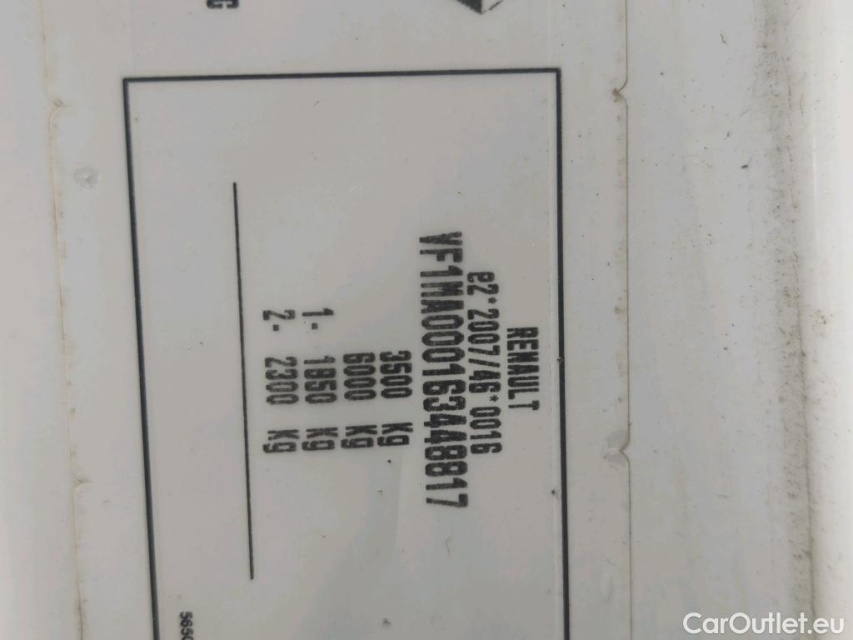 RENAULT
e2*2007/46*0016
VF1MA000163448817
3500 Kg
6000 Kg
1- 1850 Kg
2- 2300 Kg
CarOutlet.eu